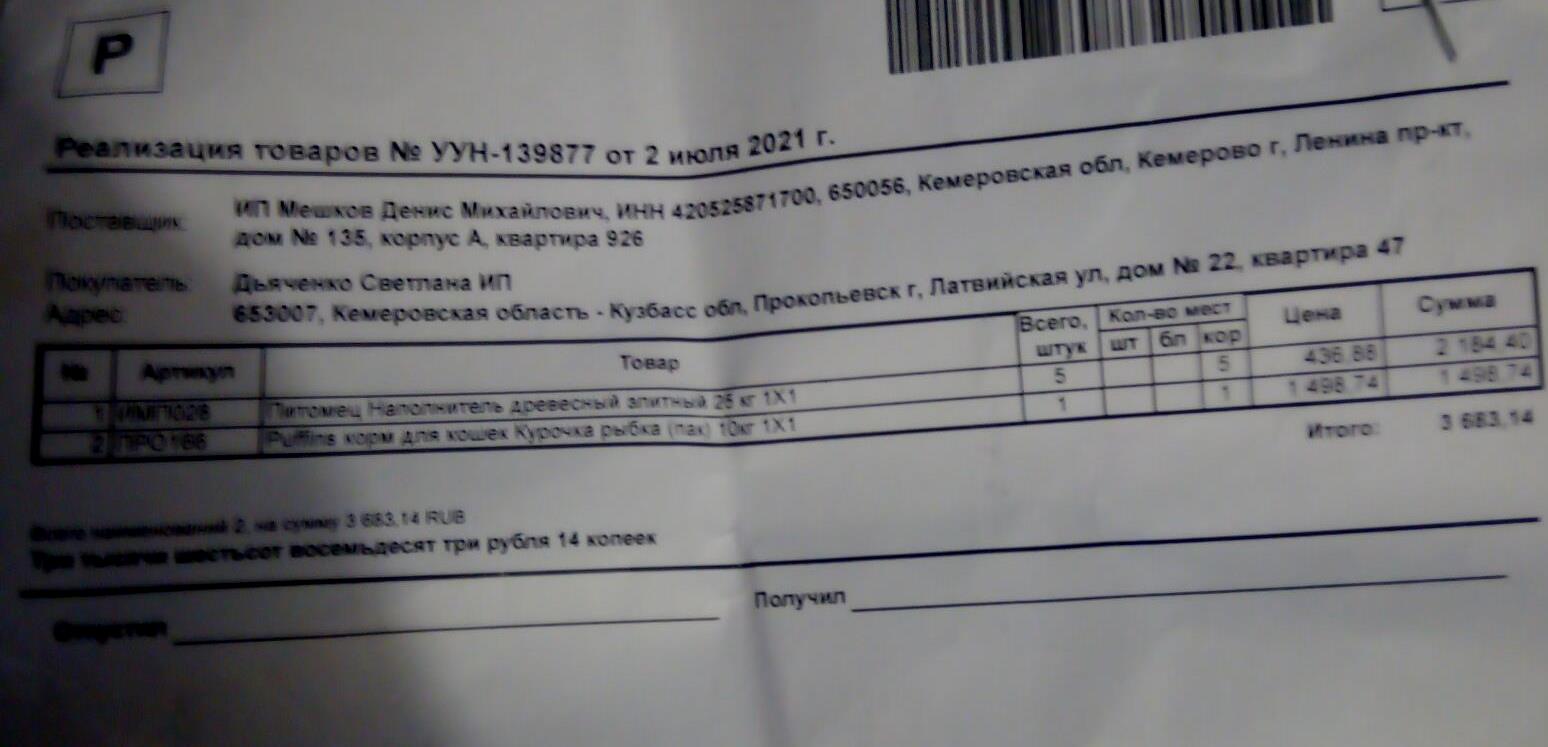 Р
Реализация товаров № УУН-139877 от 2 июля 2021 г.
Поставщик: ИП Мешков Денис Михайлович, ИНН 420525871700, 650056, Кемеровская обл, Кемерово г, Ленина пр-кт,
дом № 135, корпус А, квартира 926
Покупатель: Дьяченко Светлана ИП
Адрес: 653007, Кемеровская область - Кузбасс обл, Прокопьевск г, Латвийская ул, дом № 22, квартира 47
№ Артикул Товар Всего, штук Кол-во мест шт бл кор Цена Сумма
1 ИМП028 Питомец Наполнитель древесный элитный 25 кг 1X1 5 5 436,88 2 184,40
2 ПРО166 Puffins корм для кошек Курочка рыбка (пак) 10кг 1X1 1 1 1 498,74 1 498,74
Итого: 3 683,14
Всего наименований 2, на сумму 3 683,14 RUB
Три тысячи шестьсот восемьдесят три рубля 14 копеек
Отпустил Получил